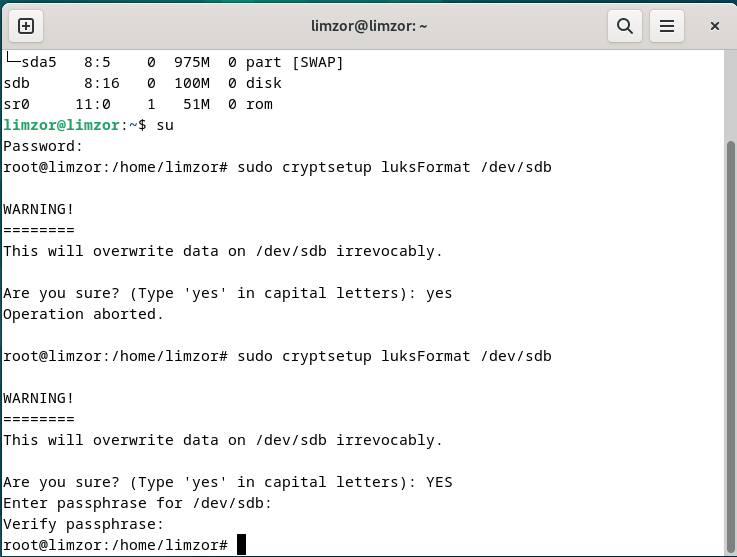 limzor@limzor: ~
└─sda5   8:5    0  975M  0 part [SWAP]
sdb      8:16   0  100M  0 disk
sr0     11:0    1   51M  0 rom
limzor@limzor:~$ su
Password:
root@limzor:/home/limzor# sudo cryptsetup luksFormat /dev/sdb
WARNING!
========
This will overwrite data on /dev/sdb irrevocably.
Are you sure? (Type 'yes' in capital letters): yes
Operation aborted.
root@limzor:/home/limzor# sudo cryptsetup luksFormat /dev/sdb
WARNING!
========
This will overwrite data on /dev/sdb irrevocably.
Are you sure? (Type 'yes' in capital letters): YES
Enter passphrase for /dev/sdb:
Verify passphrase:
root@limzor:/home/limzor#